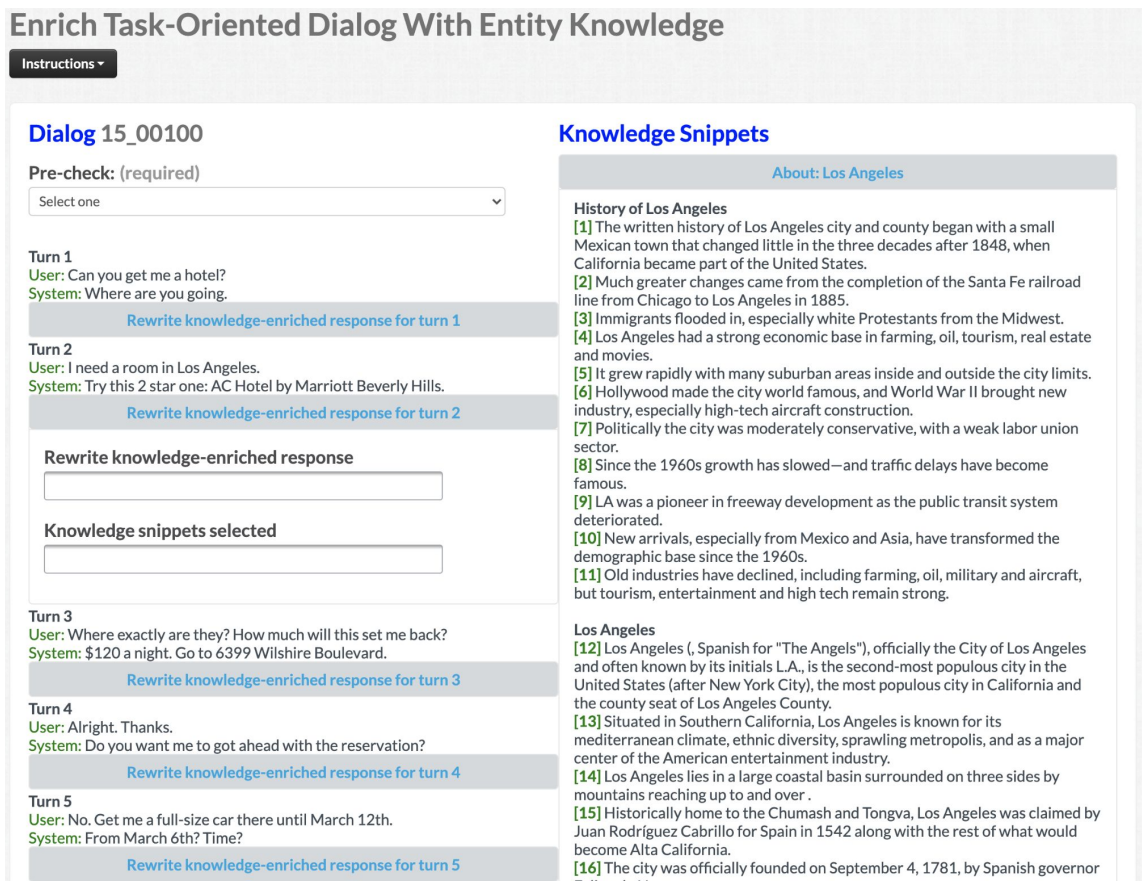 Enrich Task-Oriented Dialog With Entity Knowledge
Instructions
Dialog 15_00100
Pre-check: (required)
Select one
Turn 1
User: Can you get me a hotel?
System: Where are you going.
Rewrite knowledge-enriched response for turn 1
Turn 2
User: I need a room in Los Angeles.
System: Try this 2 star one: AC Hotel by Marriott Beverly Hills.
Rewrite knowledge-enriched response for turn 2
Rewrite knowledge-enriched response
Knowledge snippets selected
Turn 3
User: Where exactly are they? How much will this set me back?
System: $120 a night. Go to 6399 Wilshire Boulevard.
Rewrite knowledge-enriched response for turn 3
Turn 4
User: Alright. Thanks.
System: Do you want me to got ahead with the reservation?
Rewrite knowledge-enriched response for turn 4
Turn 5
User: No. Get me a full-size car there until March 12th.
System: From March 6th? Time?
Rewrite knowledge-enriched response for turn 5
Knowledge Snippets
About: Los Angeles
History of Los Angeles
[1] The written history of Los Angeles city and county began with a small
Mexican town that changed little in the three decades after 1848, when
California became part of the United States.
[2] Much greater changes came from the completion of the Santa Fe railroad
line from Chicago to Los Angeles in 1885.
[3] Immigrants flooded in, especially white Protestants from the Midwest.
[4] Los Angeles had a strong economic base in farming, oil, tourism, real estate
and movies.
[5] It grew rapidly with many suburban areas inside and outside the city limits.
[6] Hollywood made the city world famous, and World War II brought new
industry, especially high-tech aircraft construction.
[7] Politically the city was moderately conservative, with a weak labor union
sector.
[8] Since the 1960s growth has slowed—and traffic delays have become
famous.
[9] LA was a pioneer in freeway development as the public transit system
deteriorated.
[10] New arrivals, especially from Mexico and Asia, have transformed the
demographic base since the 1960s.
[11] Old industries have declined, including farming, oil, military and aircraft,
but tourism, entertainment and high tech remain strong.
Los Angeles
[12] Los Angeles (, Spanish for "The Angels"), officially the City of Los Angeles
and often known by its initials L.A., is the second-most populous city in the
United States (after New York City), the most populous city in California and
the county seat of Los Angeles County.
[13] Situated in Southern California, Los Angeles is known for its
mediterranean climate, ethnic diversity, sprawling metropolis, and as a major
center of the American entertainment industry.
[14] Los Angeles lies in a large coastal basin surrounded on three sides by
mountains reaching up to and over .
[15] Historically home to the Chumash and Tongva, Los Angeles was claimed by
Juan Rodríguez Cabrillo for Spain in 1542 along with the rest of what would
become Alta California.
[16] The city was officially founded on September 4, 1781, by Spanish governor